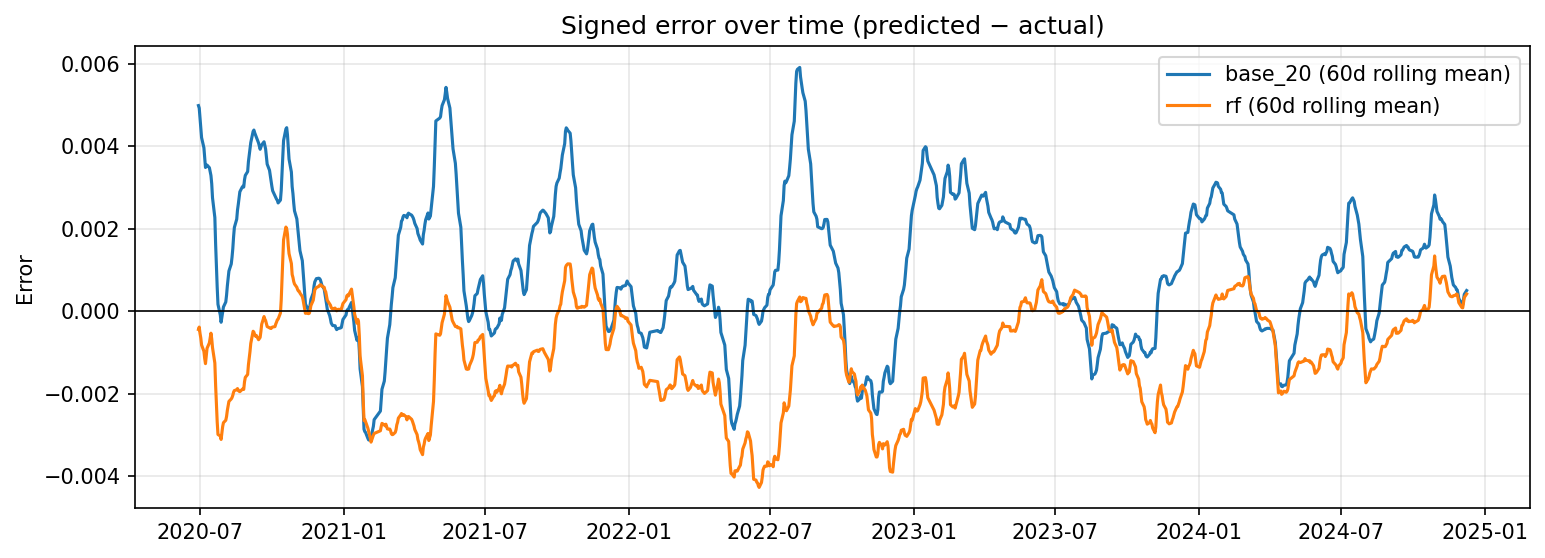 Signed error over time (predicted − actual)
base_20 (60d rolling mean)
rf (60d rolling mean)
Error
0.006
0.004
0.002
0.000
−0.002
−0.004
2020-07 2021-01 2021-07 2022-01 2022-07 2023-01 2023-07 2024-01 2024-07 2025-01